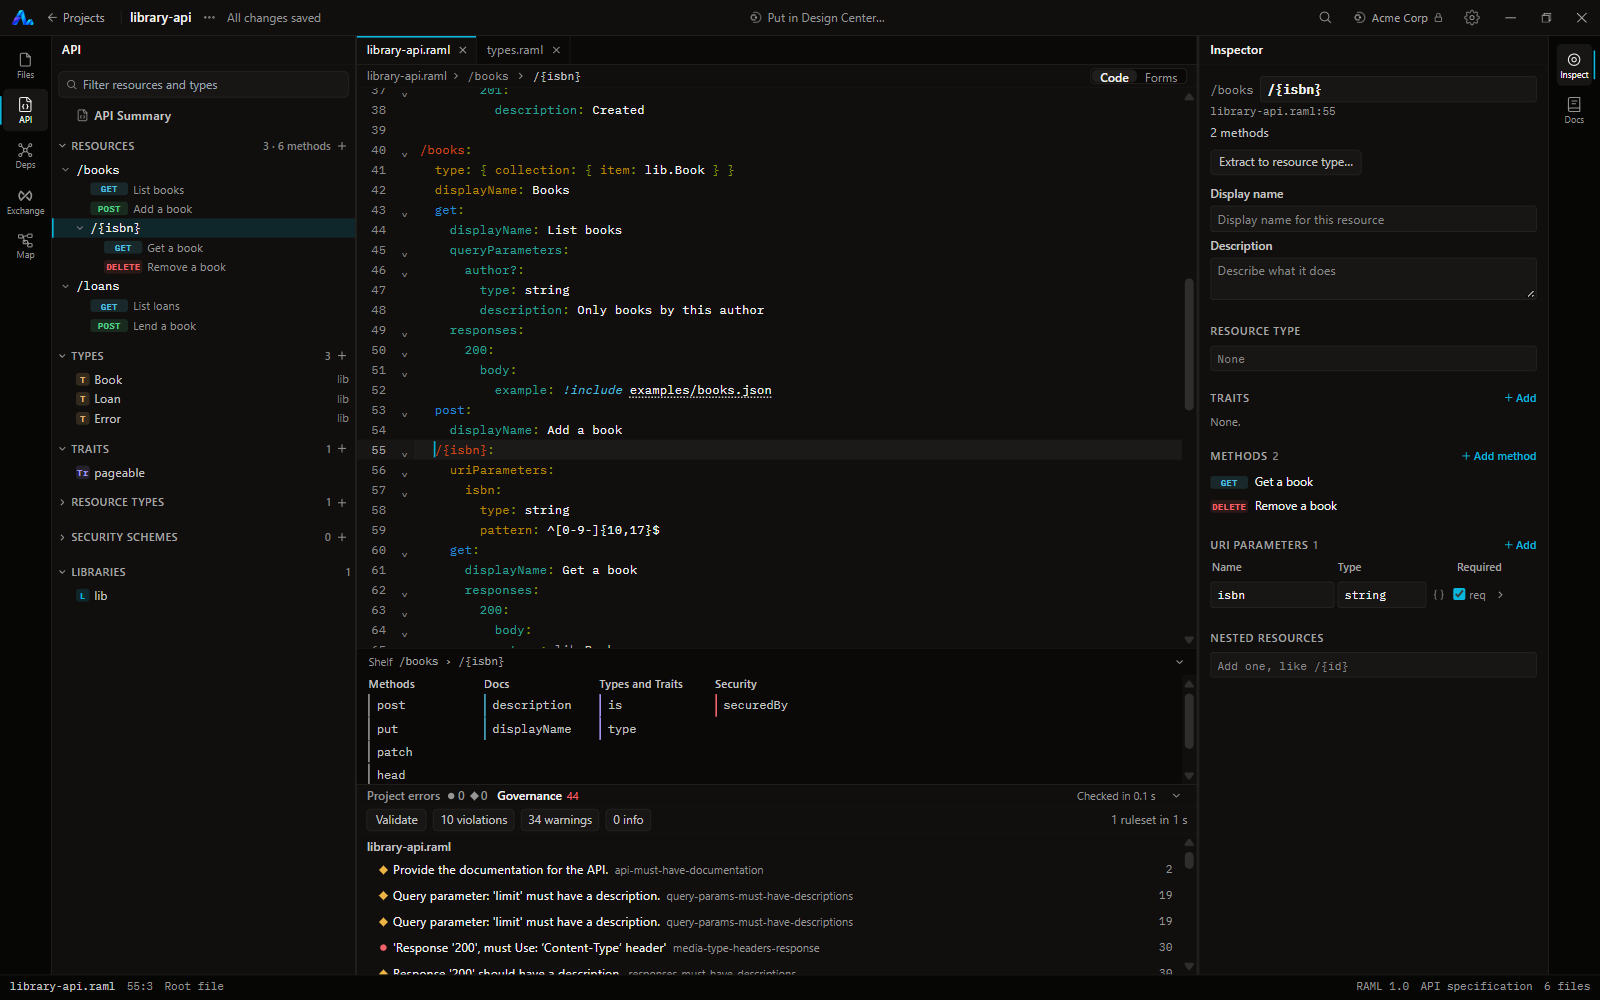 Projects
library-api
All changes saved
Put in Design Center...
Acme Corp
Files
API
Deps
Exchange
Map
API
Filter resources and types
API Summary
RESOURCES
3 · 6 methods
/books
GET List books
POST Add a book
/{isbn}
GET Get a book
DELETE Remove a book
/loans
GET List loans
POST Lend a book
TYPES 3
T Book lib
T Loan lib
T Error lib
TRAITS 1
Tr pageable
RESOURCE TYPES 1
SECURITY SCHEMES 0
LIBRARIES 1
L lib
library-api.raml
types.raml
library-api.raml > /books > /{isbn}
Code Forms
37 201:
38 description: Created
39
40 /books:
41 type: { collection: { item: lib.Book } }
42 displayName: Books
43 get:
44 displayName: List books
45 queryParameters:
46 author?:
47 type: string
48 description: Only books by this author
49 responses:
50 200:
51 body:
52 example: !include examples/books.json
53 post:
54 displayName: Add a book
55 /{isbn}:
56 uriParameters:
57 isbn:
58 type: string
59 pattern: ^[0-9-]{10,17}$
60 get:
61 displayName: Get a book
62 responses:
63 200:
64 body:
Shelf /books > /{isbn}
Methods Docs Types and Traits Security
post description is securedBy
put displayName type
patch
head
Project errors 0 0 Governance 44
Checked in 0.1 s
Validate 10 violations 34 warnings 0 info
1 ruleset in 1 s
library-api.raml
Provide the documentation for the API. api-must-have-documentation 2
Query parameter: 'limit' must have a description. query-params-must-have-descriptions 19
Query parameter: 'limit' must have a description. query-params-must-have-descriptions 19
'Response '200', must Use: ‘Content-Type’ header' media-type-headers-response 30
Response '200' should have a description. responses-must-have-descriptions 30
Inspector
/books /{isbn}
library-api.raml:55
2 methods
Extract to resource type...
Display name
Display name for this resource
Description
Describe what it does
RESOURCE TYPE
None
TRAITS + Add
None.
METHODS 2 + Add method
GET Get a book
DELETE Remove a book
URI PARAMETERS 1 + Add
Name Type Required
isbn string {} req
NESTED RESOURCES
Add one, like /{id}
Inspect
Docs
library-api.raml 55:3 Root file
RAML 1.0 API specification 6 files